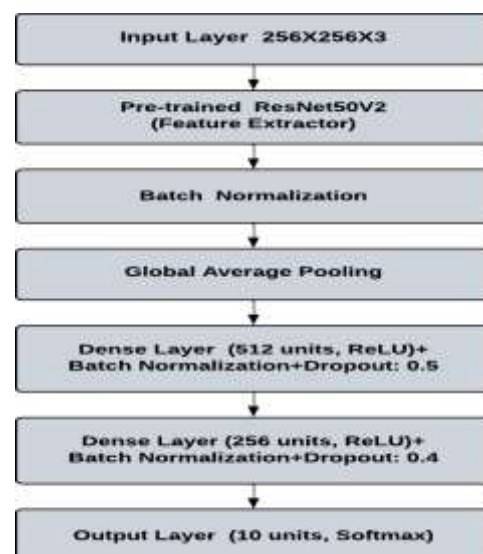 Input Layer 256X256X3
Pre-trained ResNet50V2
(Feature Extractor)
Batch Normalization
Global Average Pooling
Dense Layer (512 units, ReLU)+
Batch Normalization+Dropout: 0.5
Dense Layer (256 units, ReLU)+
Batch Normalization+Dropout: 0.4
Output Layer (10 units, Softmax)